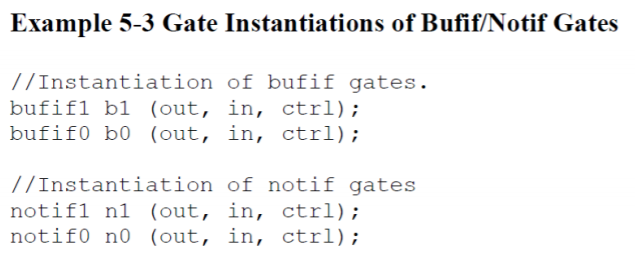 Example 5-3 Gate Instantiations of Bufif/Notif Gates
//Instantiation of bufif gates.
bufif1 b1 (out, in, ctrl);
bufif0 b0 (out, in, ctrl);
//Instantiation of notif gates
notif1 n1 (out, in, ctrl);
notif0 n0 (out, in, ctrl);